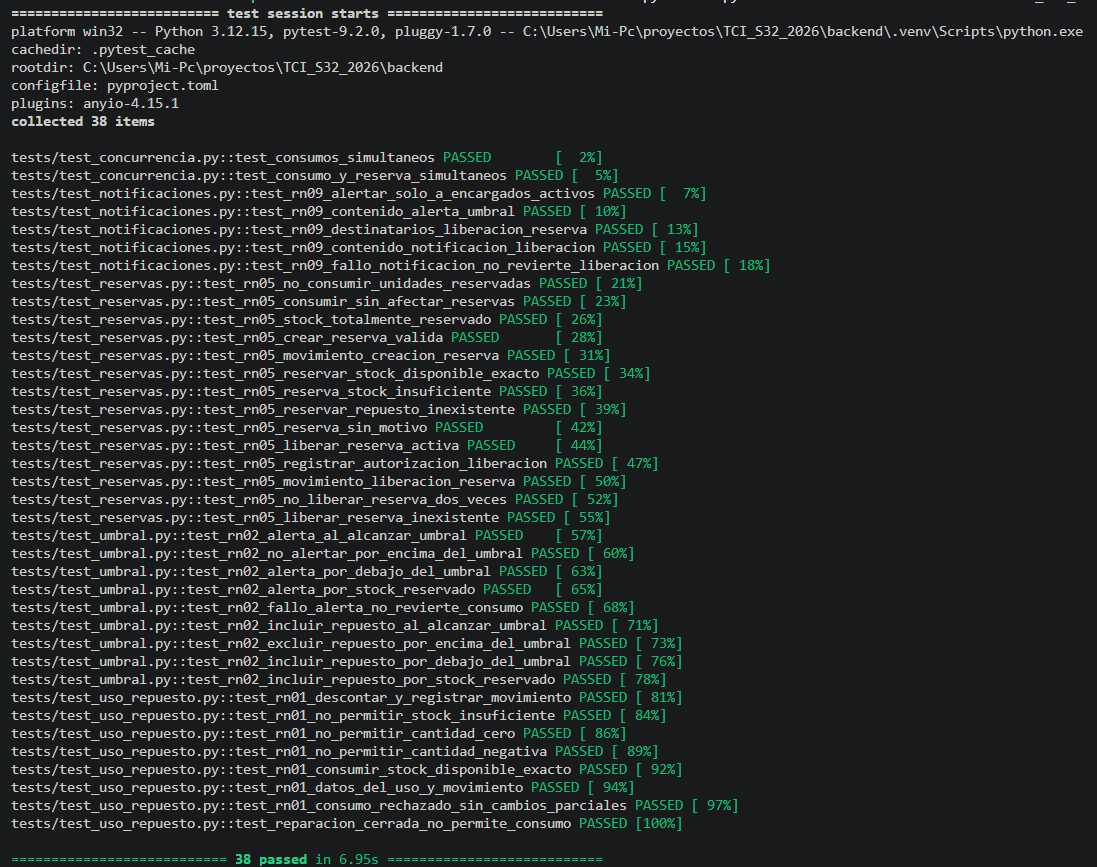 ========================== test session starts ===========================
platform win32 -- Python 3.12.15, pytest-9.2.0, pluggy-1.7.0 -- C:\Users\Mi-Pc\proyectos\TCI_S32_2026\backend\.venv\Scripts\python.exe
cachedir: .pytest_cache
rootdir: C:\Users\Mi-Pc\proyectos\TCI_S32_2026\backend
configfile: pyproject.toml
plugins: anyio-4.15.1
collected 38 items

tests/test_concurrencia.py::test_consumos_simultaneos PASSED        [  2%]
tests/test_concurrencia.py::test_consumo_y_reserva_simultaneos PASSED [  5%]
tests/test_notificaciones.py::test_rn09_alertar_solo_a_encargados_activos PASSED [  7%]
tests/test_notificaciones.py::test_rn09_contenido_alerta_umbral PASSED [ 10%]
tests/test_notificaciones.py::test_rn09_destinatarios_liberacion_reserva PASSED [ 13%]
tests/test_notificaciones.py::test_rn09_contenido_notificacion_liberacion PASSED [ 15%]
tests/test_notificaciones.py::test_rn09_fallo_notificacion_no_revierte_liberacion PASSED [ 18%]
tests/test_reservas.py::test_rn05_no_consumir_unidades_reservadas PASSED [ 21%]
tests/test_reservas.py::test_rn05_consumir_sin_afectar_reservas PASSED [ 23%]
tests/test_reservas.py::test_rn05_stock_totalmente_reservado PASSED [ 26%]
tests/test_reservas.py::test_rn05_crear_reserva_valida PASSED       [ 28%]
tests/test_reservas.py::test_rn05_movimiento_creacion_reserva PASSED [ 31%]
tests/test_reservas.py::test_rn05_reservar_stock_disponible_exacto PASSED [ 34%]
tests/test_reservas.py::test_rn05_reserva_stock_insuficiente PASSED [ 36%]
tests/test_reservas.py::test_rn05_reservar_repuesto_inexistente PASSED [ 39%]
tests/test_reservas.py::test_rn05_reserva_sin_motivo PASSED         [ 42%]
tests/test_reservas.py::test_rn05_liberar_reserva_activa PASSED     [ 44%]
tests/test_reservas.py::test_rn05_registrar_autorizacion_liberacion PASSED [ 47%]
tests/test_reservas.py::test_rn05_movimiento_liberacion_reserva PASSED [ 50%]
tests/test_reservas.py::test_rn05_no_liberar_reserva_dos_veces PASSED [ 52%]
tests/test_reservas.py::test_rn05_liberar_reserva_inexistente PASSED [ 55%]
tests/test_umbral.py::test_rn02_alerta_al_alcanzar_umbral PASSED    [ 57%]
tests/test_umbral.py::test_rn02_no_alertar_por_encima_del_umbral PASSED [ 60%]
tests/test_umbral.py::test_rn02_alerta_por_debajo_del_umbral PASSED [ 63%]
tests/test_umbral.py::test_rn02_alerta_por_stock_reservado PASSED   [ 65%]
tests/test_umbral.py::test_rn02_fallo_alerta_no_revierte_consumo PASSED [ 68%]
tests/test_umbral.py::test_rn02_incluir_repuesto_al_alcanzar_umbral PASSED [ 71%]
tests/test_umbral.py::test_rn02_excluir_repuesto_por_encima_del_umbral PASSED [ 73%]
tests/test_umbral.py::test_rn02_incluir_repuesto_por_debajo_del_umbral PASSED [ 76%]
tests/test_umbral.py::test_rn02_incluir_repuesto_por_stock_reservado PASSED [ 78%]
tests/test_uso_repuesto.py::test_rn01_descontar_y_registrar_movimiento PASSED [ 81%]
tests/test_uso_repuesto.py::test_rn01_no_permitir_stock_insuficiente PASSED [ 84%]
tests/test_uso_repuesto.py::test_rn01_no_permitir_cantidad_cero PASSED [ 86%]
tests/test_uso_repuesto.py::test_rn01_no_permitir_cantidad_negativa PASSED [ 89%]
tests/test_uso_repuesto.py::test_rn01_consumir_stock_disponible_exacto PASSED [ 92%]
tests/test_uso_repuesto.py::test_rn01_datos_del_uso_y_movimiento PASSED [ 94%]
tests/test_uso_repuesto.py::test_rn01_consumo_rechazado_sin_cambios_parciales PASSED [ 97%]
tests/test_uso_repuesto.py::test_reparacion_cerrada_no_permite_consumo PASSED [100%]

=========================== 38 passed in 6.95s ===========================